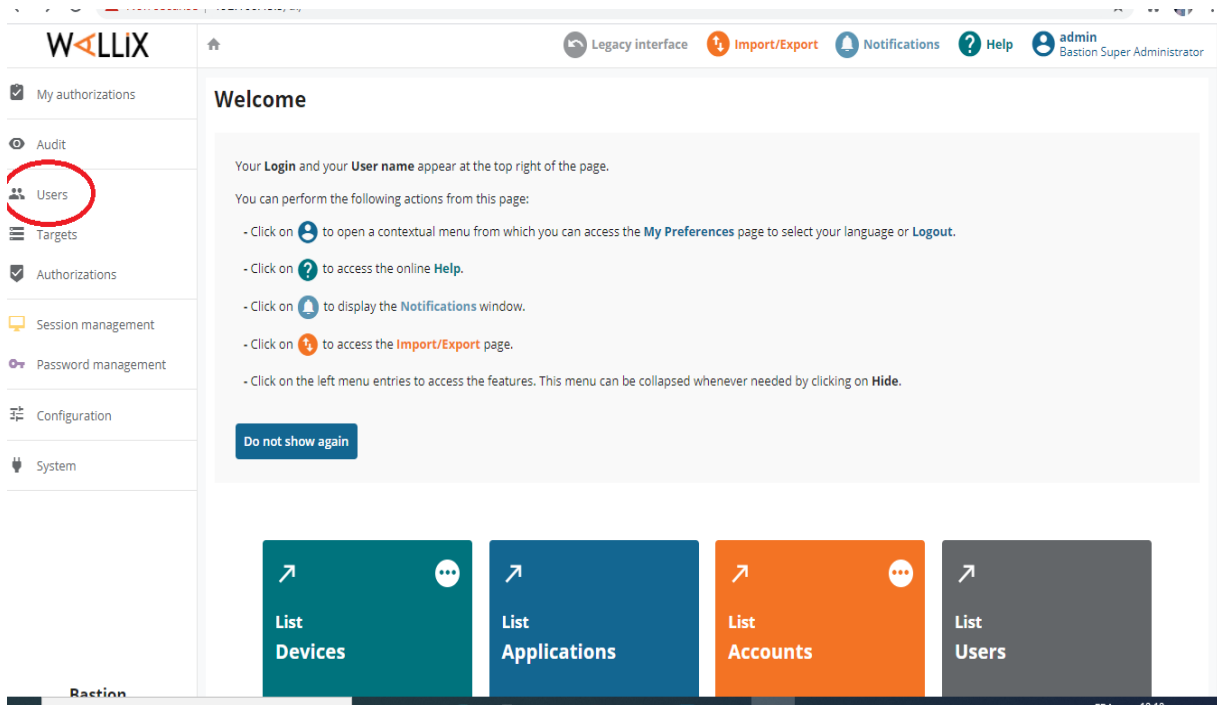 WALLIX
Legacy interface
Import/Export
Notifications
Help
admin
Bastion Super Administrator
My authorizations
Audit
Users
Targets
Authorizations
Session management
Password management
Configuration
System
Welcome
Your Login and your User name appear at the top right of the page.
You can perform the following actions from this page:
- Click on to open a contextual menu from which you can access the My Preferences page to select your language or Logout.
- Click on ? to access the online Help.
- Click on to display the Notifications window.
- Click on to access the Import/Export page.
- Click on the left menu entries to access the features. This menu can be collapsed whenever needed by clicking on Hide.
Do not show again
List
Devices
List
Applications
List
Accounts
List
Users
Bastion